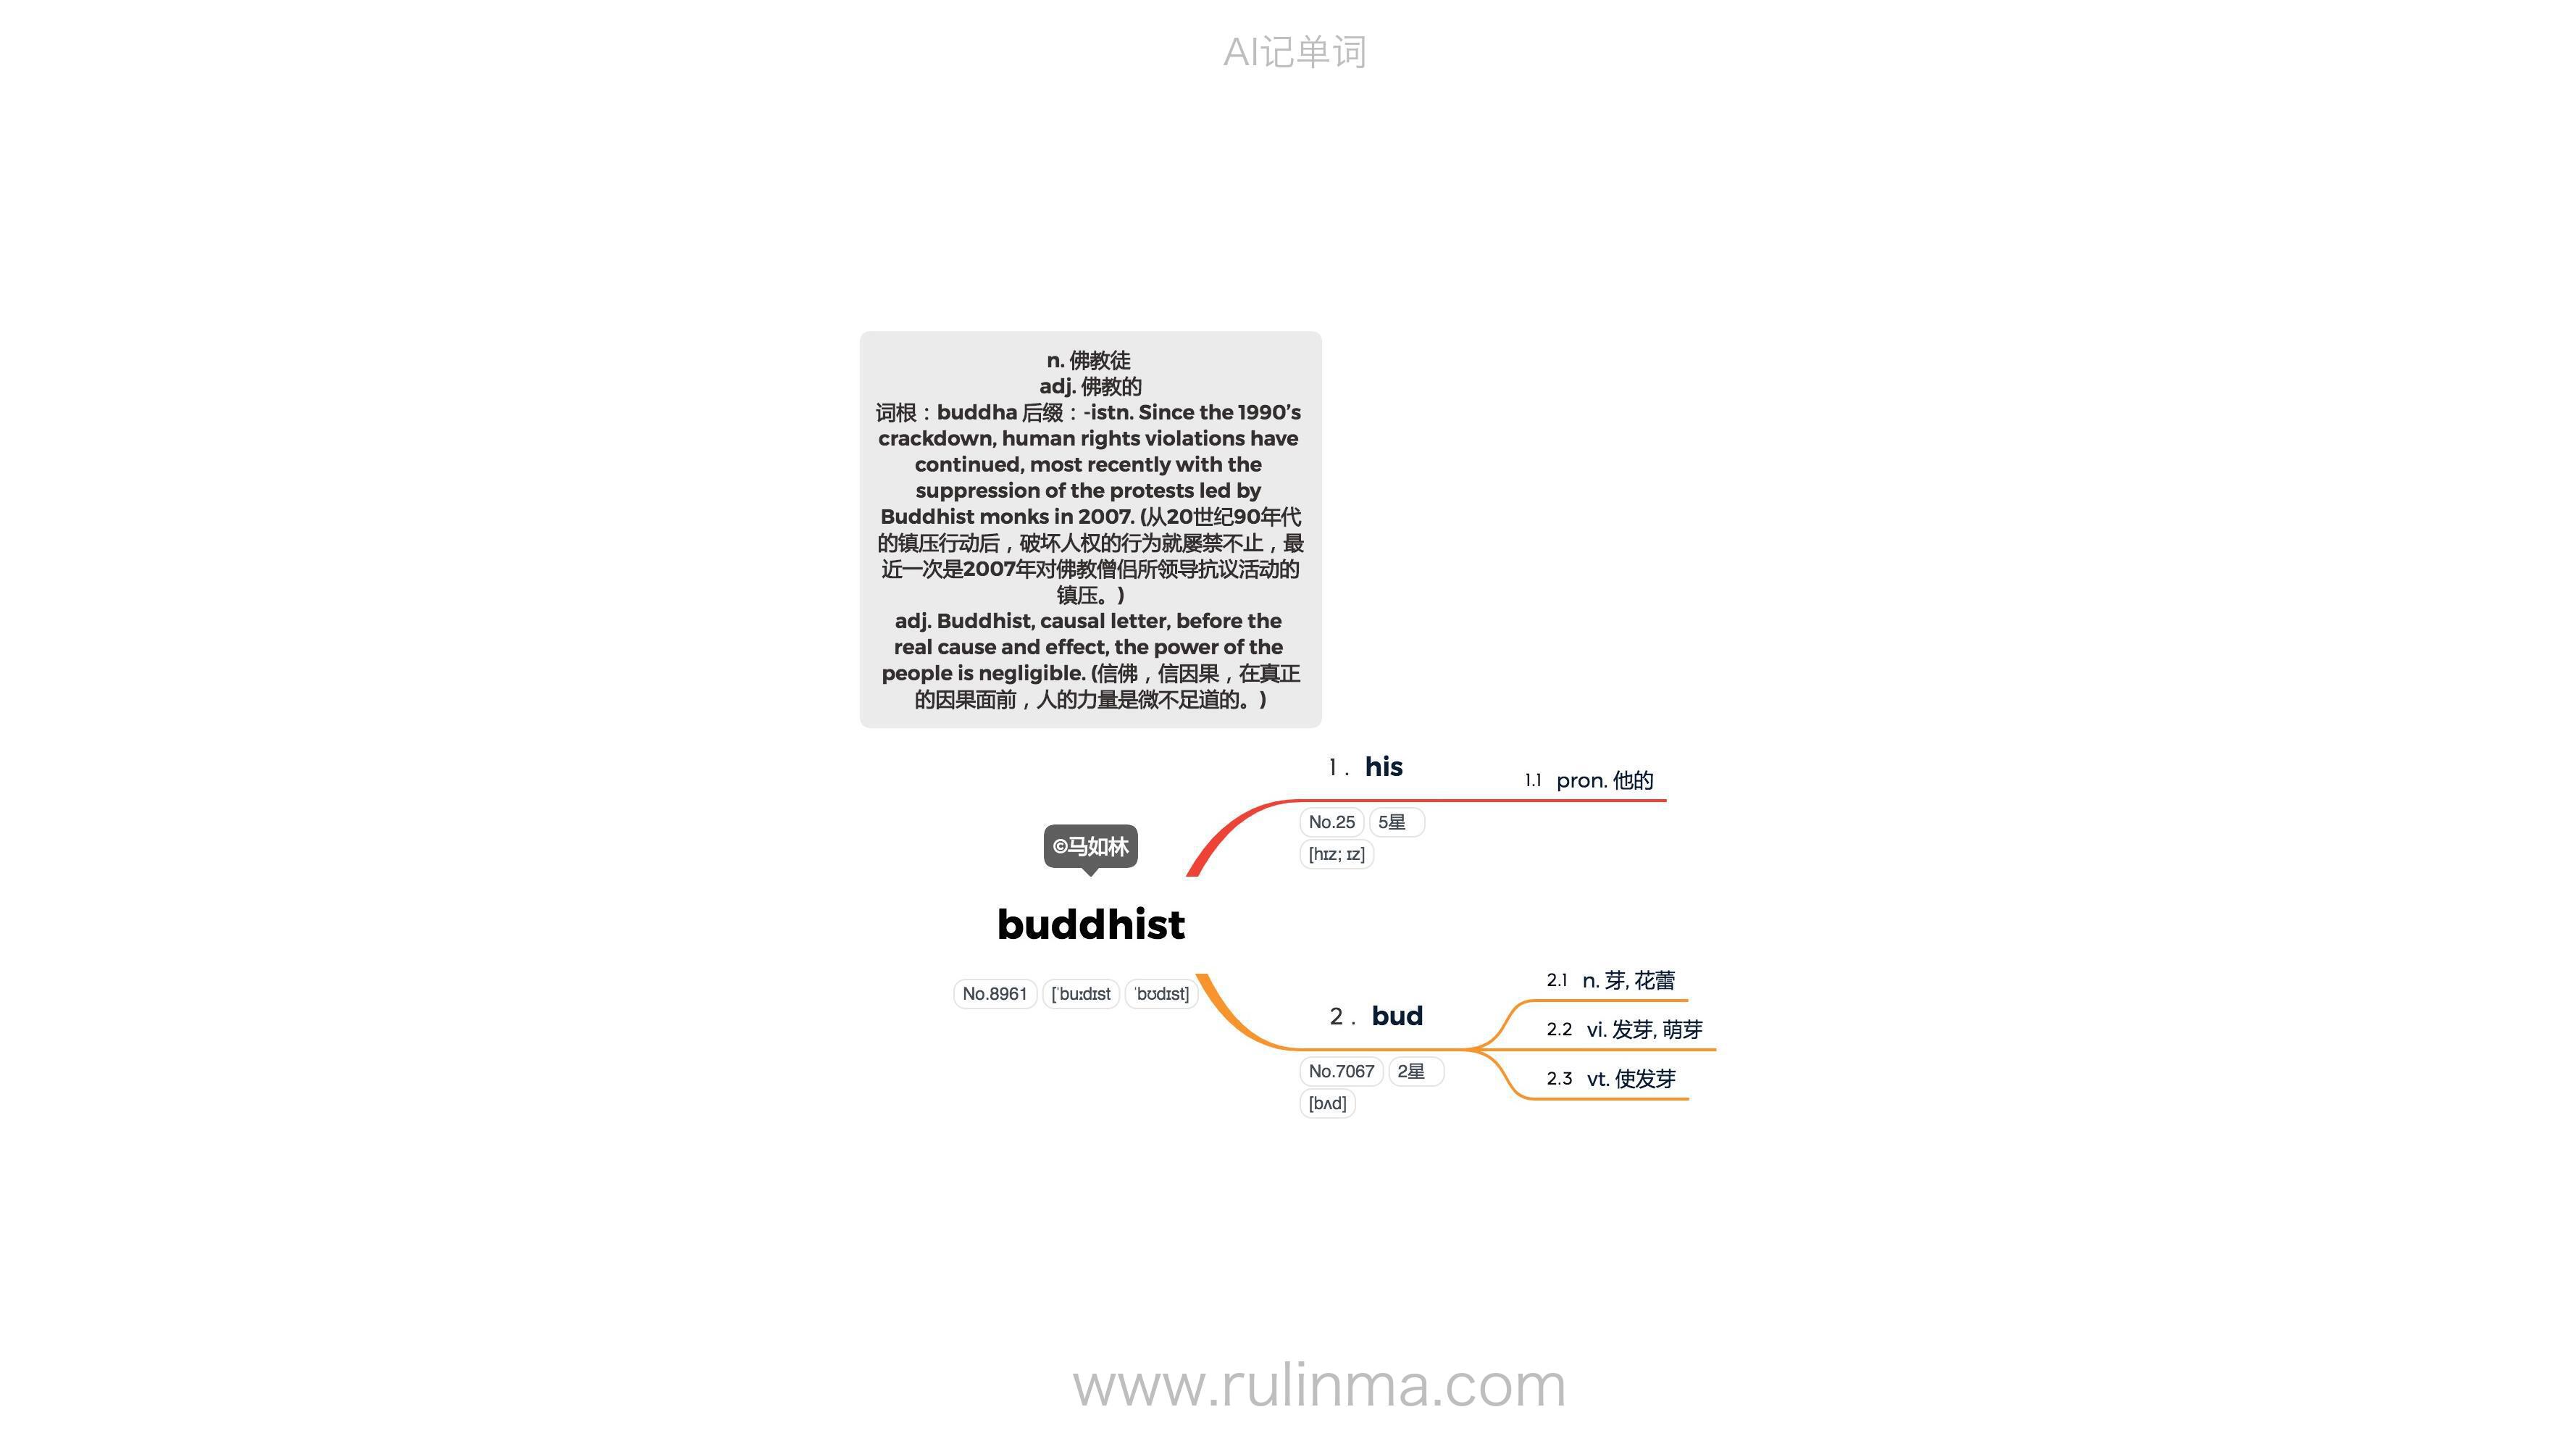 AI记单词
n. 佛教徒
adj. 佛教的
词根：buddha 后缀：-istn. Since the 1990’s
crackdown, human rights violations have
continued, most recently with the
suppression of the protests led by
Buddhist monks in 2007. (从20世纪90年代
的镇压行动后，破坏人权的行为就屡禁不止，最
近一次是2007年对佛教僧侣所领导抗议活动的
镇压。)
adj. Buddhist, causal letter, before the
real cause and effect, the power of the
people is negligible. (信佛，信因果，在真正
的因果面前，人的力量是微不足道的。)
1. his
1.1 pron. 他的
No.25 5星
[hɪz; ɪz]
©马如林
buddhist
No.8961 [ˈbuːdɪst ˈbʊdɪst]
2. bud
No.7067 2星
[bʌd]
2.1 n. 芽, 花蕾
2.2 vi. 发芽, 萌芽
2.3 vt. 使发芽
www.rulinma.com